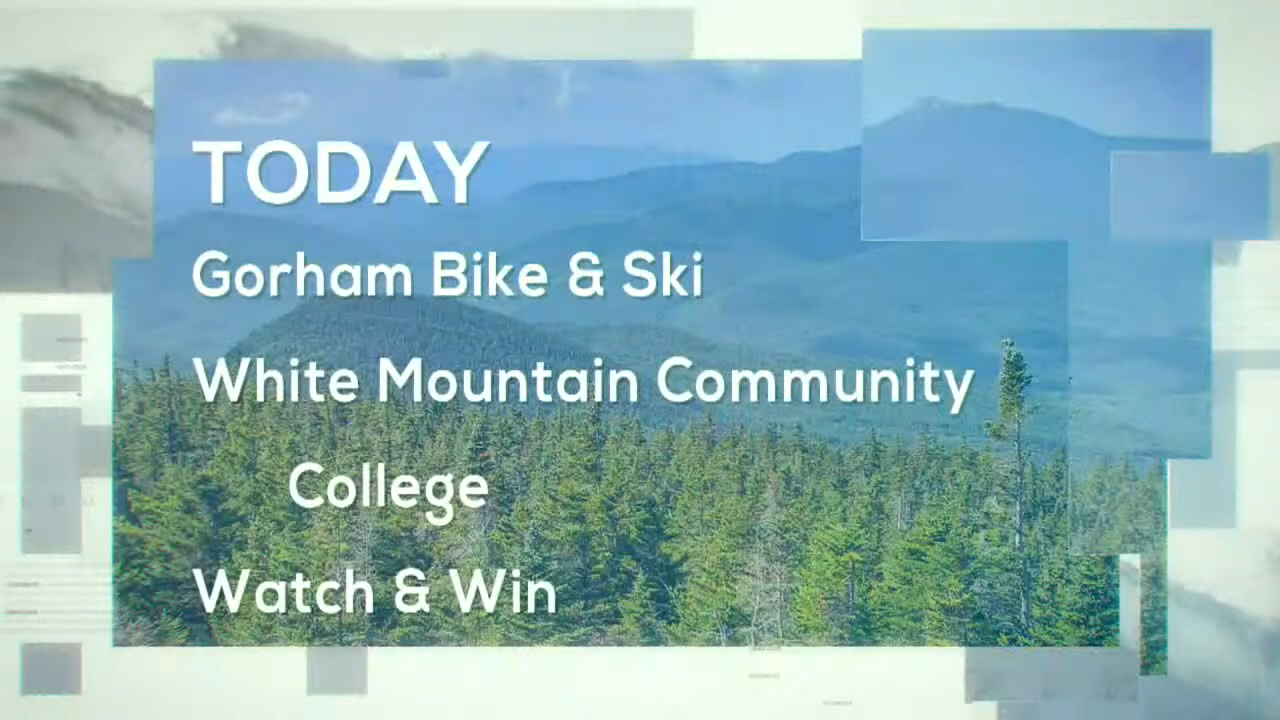 TODAY
Gorham Bike & Ski
White Mountain Community
College
Watch & Win